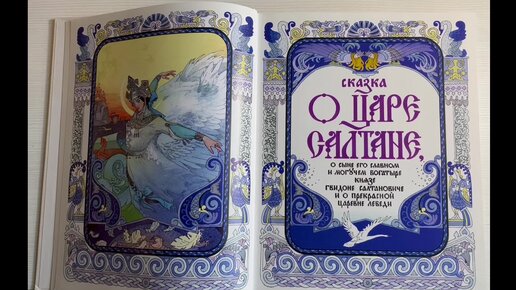 СКАЗКА
О ЦАРЕ
САЛТАНЕ,
О СЫНЕ ЕГО СЛАВНОМ
И МОГУЧЕМ БОГАТЫРЕ
КНЯЗЕ
ГВИДОНЕ САЛТАНОВИЧЕ
И О ПРЕКРАСНОЙ
ЦАРЕВНЕ ЛЕБЕДИ